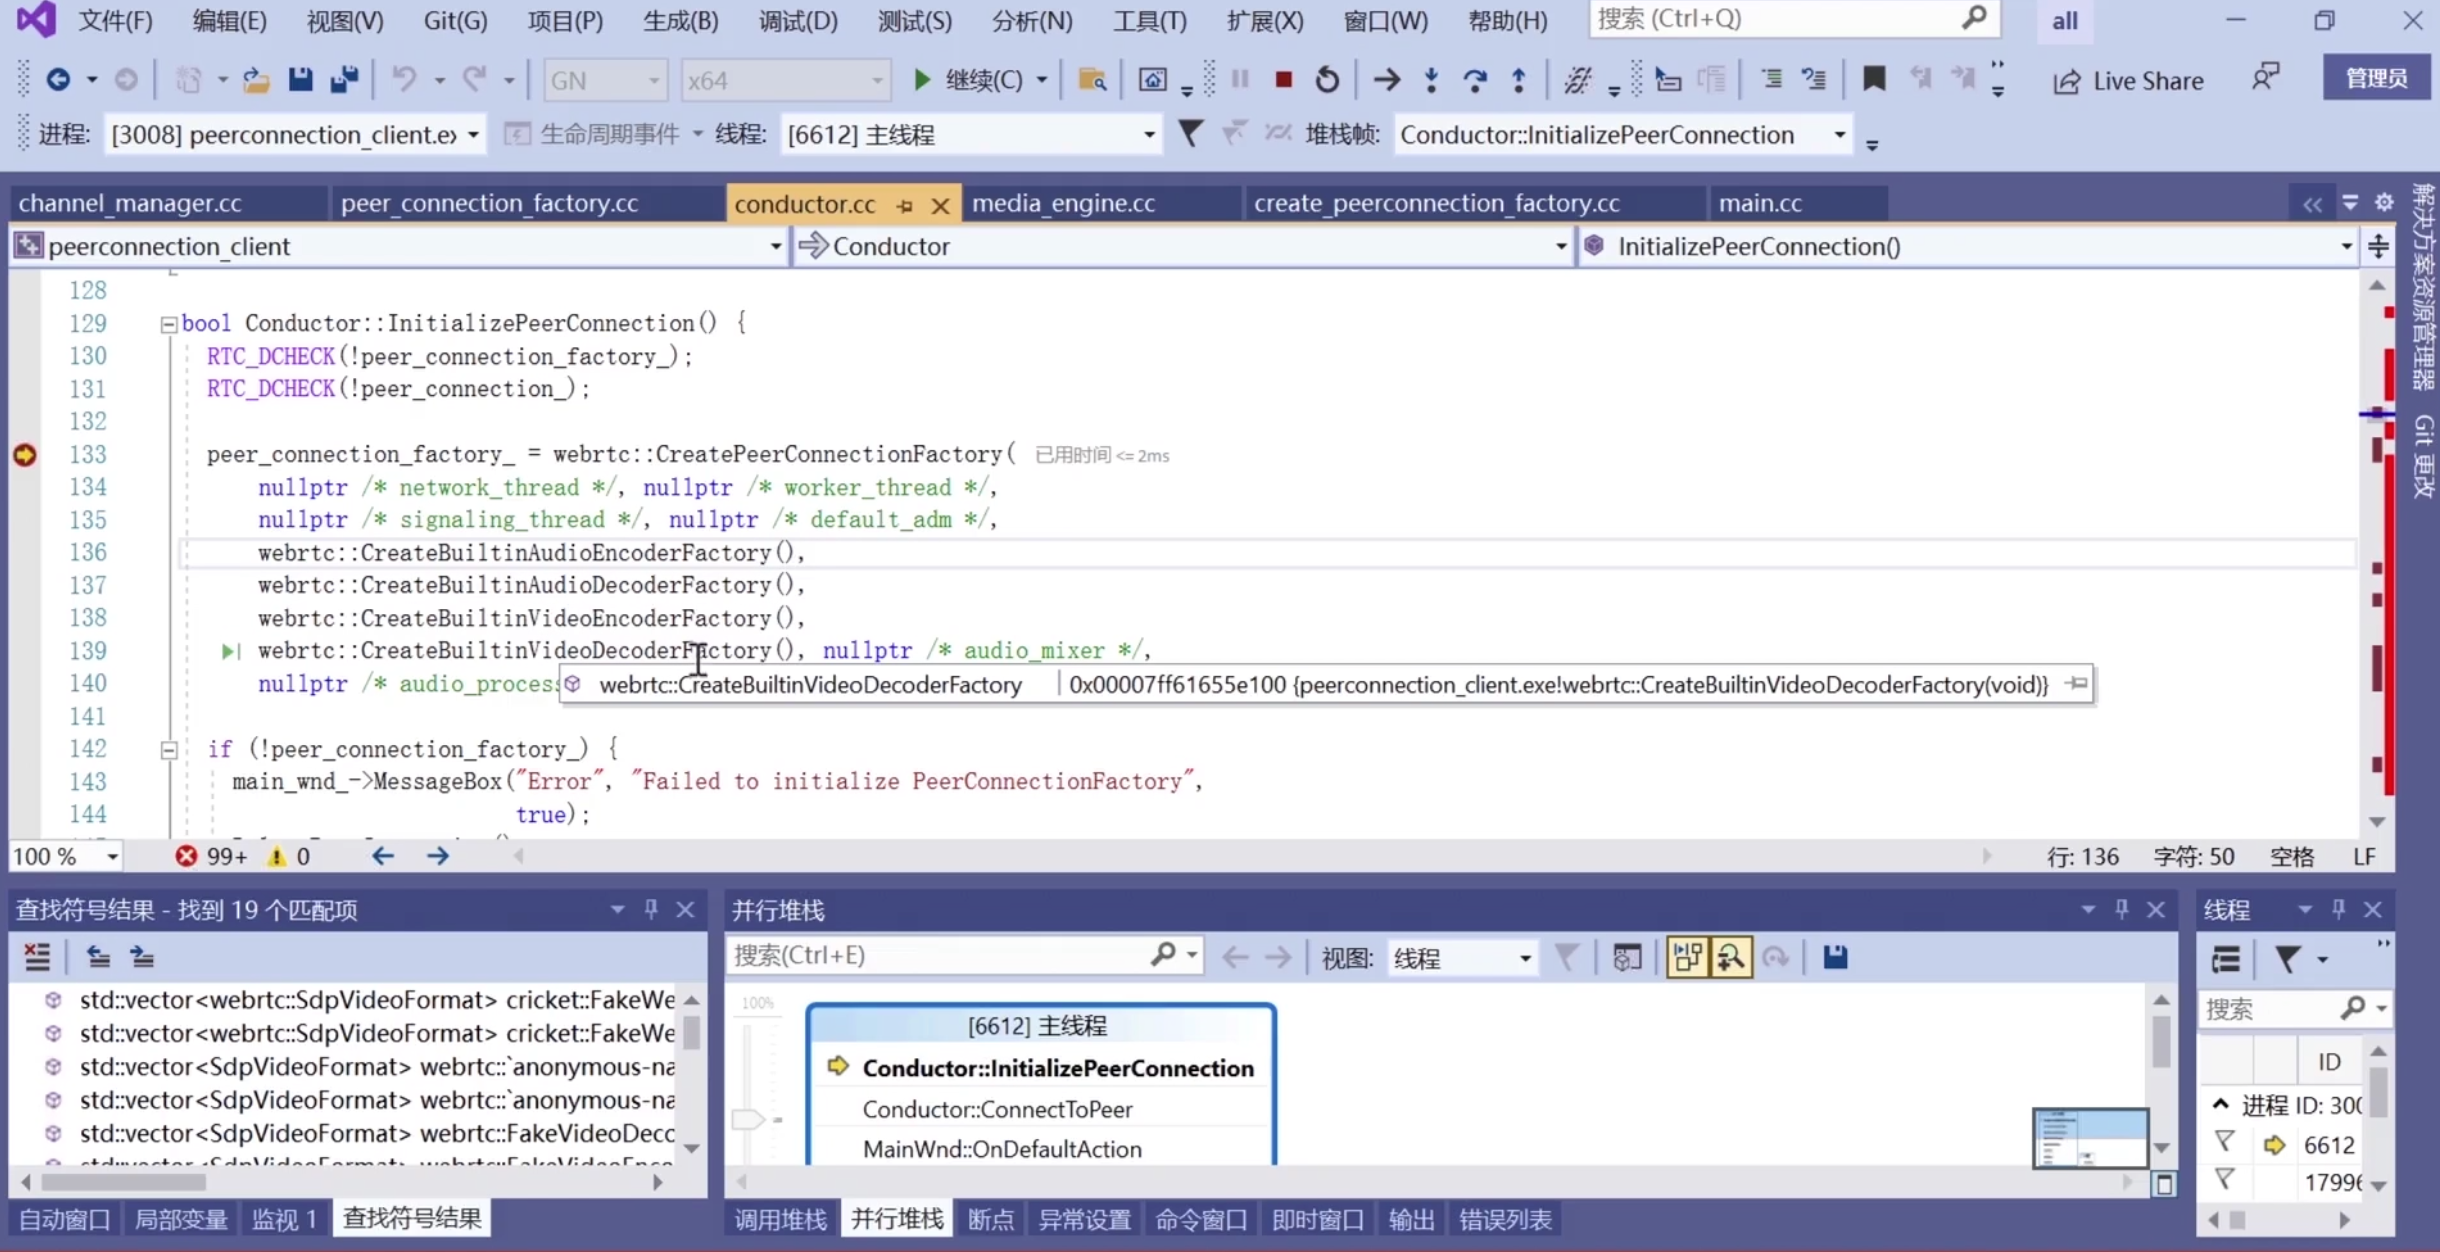 文件(F) 编辑(E) 视图(V) Git(G) 项目(P) 生成(B) 调试(D) 测试(S) 分析(N) 工具(T) 扩展(X) 窗口(W) 帮助(H) 搜索 (Ctrl+Q) all
GN x64 继续(C) Live Share 管理员
进程: [3008] peerconnection_client.ex 生命周期事件 线程: [6612] 主线程 堆栈帧: Conductor::InitializePeerConnection
channel_manager.cc peer_connection_factory.cc conductor.cc media_engine.cc create_peerconnection_factory.cc main.cc
peerconnection_client Conductor InitializePeerConnection()
128
129 bool Conductor::InitializePeerConnection() {
130 RTC_DCHECK(!peer_connection_factory_);
131 RTC_DCHECK(!peer_connection_);
132
133 peer_connection_factory_ = webrtc::CreatePeerConnectionFactory( 已用时间 <= 2ms
134 nullptr /* network_thread */, nullptr /* worker_thread */,
135 nullptr /* signaling_thread */, nullptr /* default_adm */,
136 webrtc::CreateBuiltinAudioEncoderFactory(),
137 webrtc::CreateBuiltinAudioDecoderFactory(),
138 webrtc::CreateBuiltinVideoEncoderFactory(),
139 webrtc::CreateBuiltinVideoDecoderFactory(), nullptr /* audio_mixer */,
140 nullptr /* audio_process
webrtc::CreateBuiltinVideoDecoderFactory 0x00007ff61655e100 {peerconnection_client.exe!webrtc::CreateBuiltinVideoDecoderFactory(void)}
141
142 if (!peer_connection_factory_) {
143 main_wnd_->MessageBox("Error", "Failed to initialize PeerConnectionFactory",
144 true);
100 % 99+ 0 行: 136 字符: 50 空格 LF
解决方案资源管理器
Git 更改
查找符号结果 - 找到 19 个匹配项
std::vector<webrtc::SdpVideoFormat> cricket::FakeWe
std::vector<webrtc::SdpVideoFormat> cricket::FakeWe
std::vector<SdpVideoFormat> webrtc::`anonymous-na
std::vector<SdpVideoFormat> webrtc::`anonymous-na
std::vector<SdpVideoFormat> webrtc::FakeVideoDeco
自动窗口 局部变量 监视 1 查找符号结果
并行堆栈
搜索(Ctrl+E) 视图: 线程
100%
[6612] 主线程
Conductor::InitializePeerConnection
Conductor::ConnectToPeer
MainWnd::OnDefaultAction
调用堆栈 并行堆栈 断点 异常设置 命令窗口 即时窗口 输出 错误列表
线程
搜索
ID
进程 ID: 300
6612
17996